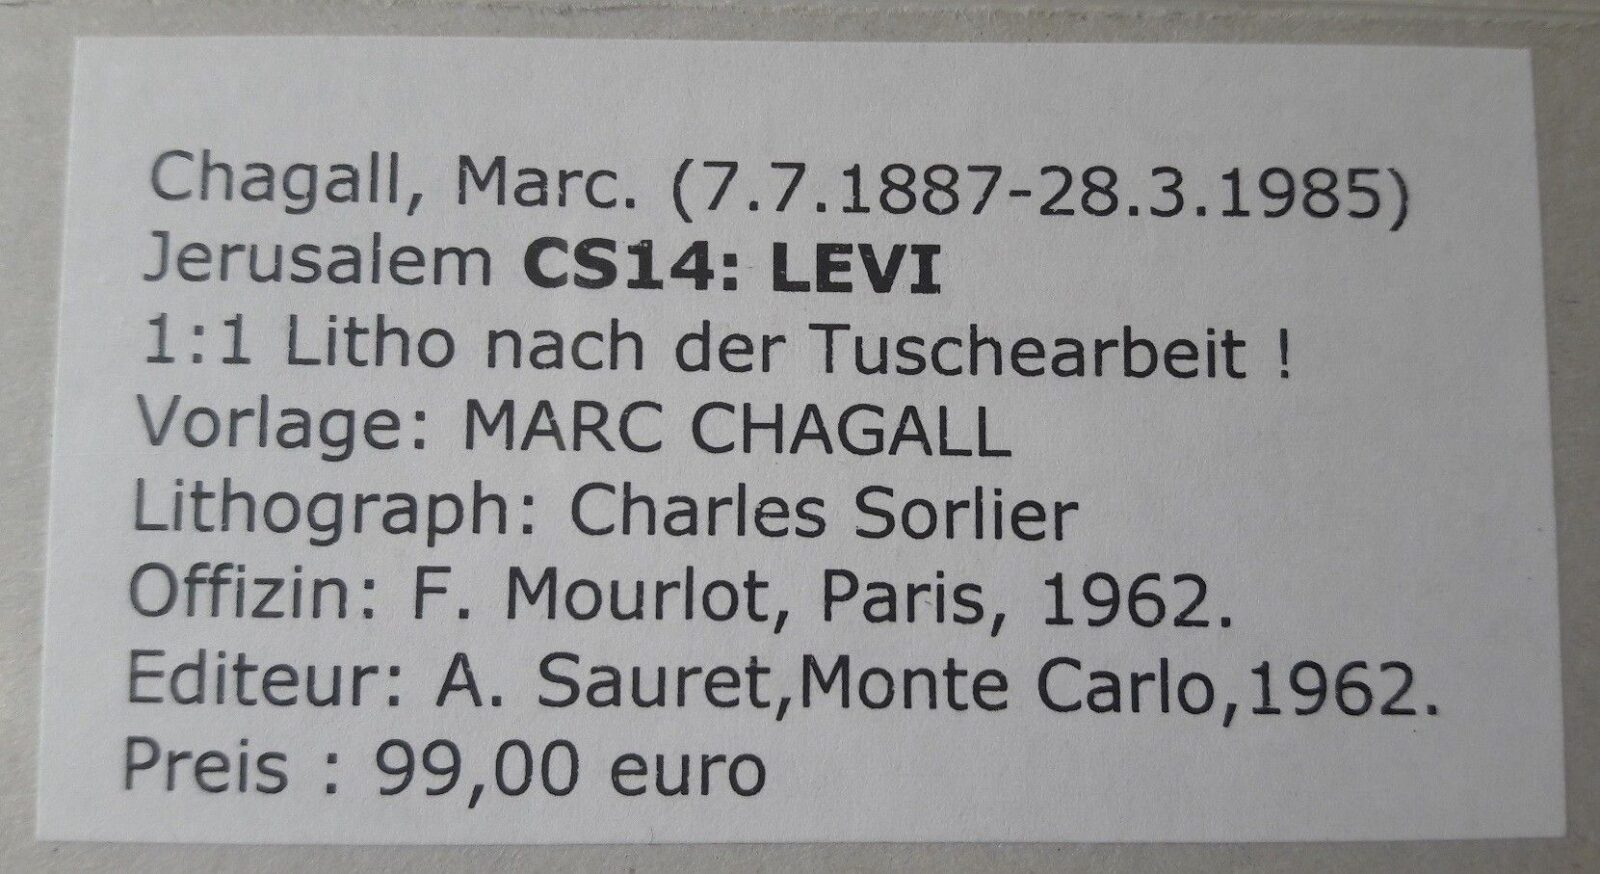 Chagall, Marc. (7.7.1887-28.3.1985)
Jerusalem CS14: LEVI
1:1 Litho nach der Tuschearbeit !
Vorlage: MARC CHAGALL
Lithograph: Charles Sorlier
Offizin: F. Mourlot, Paris, 1962.
Editeur: A. Sauret,Monte Carlo,1962.
Preis : 99,00 euro